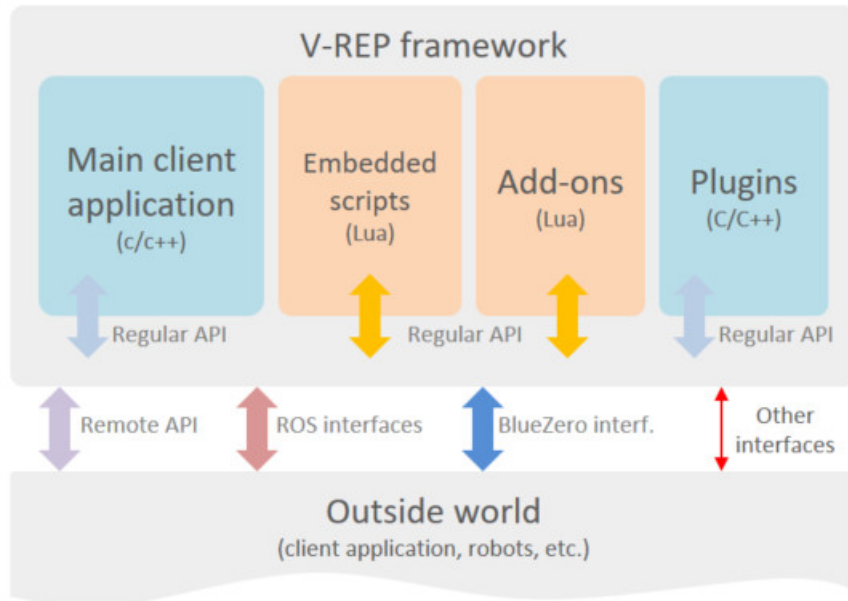 V-REP framework
Main client
application
(c/c++)
Embedded
scripts
(Lua)
Add-ons
(Lua)
Plugins
(C/C++)
Regular API
Regular API
Regular API
Remote API
ROS interfaces
BlueZero interf.
Other
interfaces
Outside world
(client application, robots, etc.)